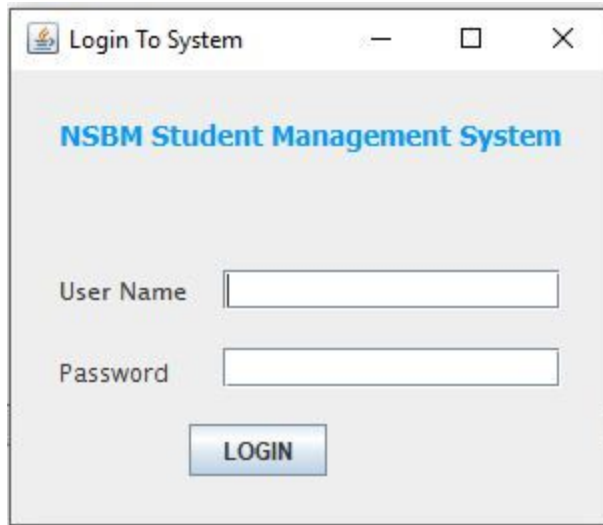 Login To System
NSBM Student Management System
User Name
Password
LOGIN